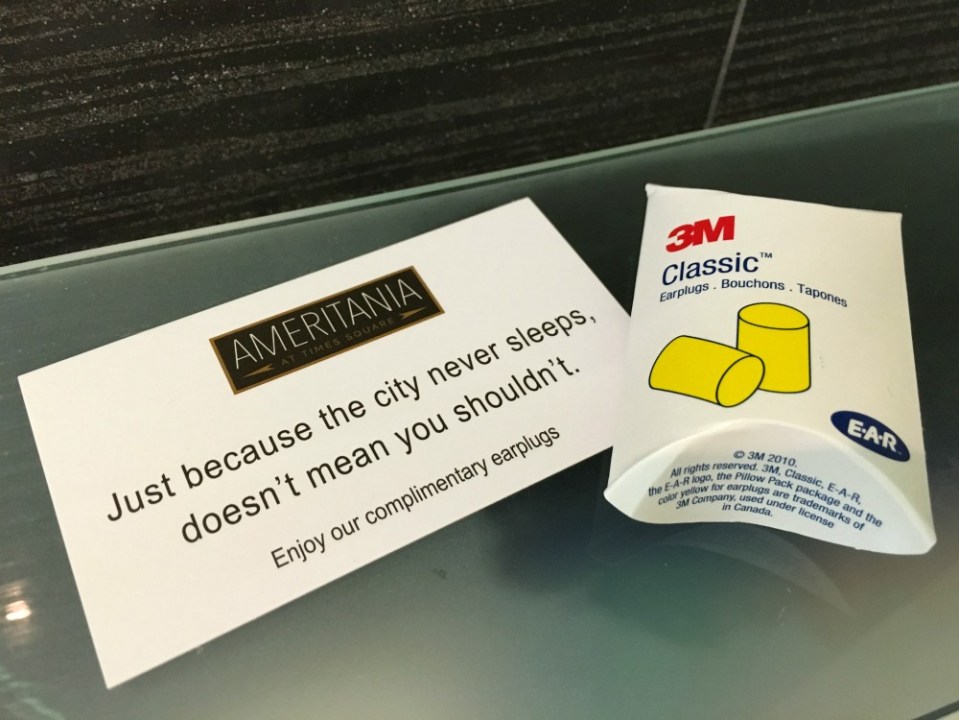 AMERITANIA
AT TIMES SQUARE
Just because the city never sleeps,
doesn't mean you shouldn't.
Enjoy our complimentary earplugs
3M
Classic™
Earplugs . Bouchons . Tapones
E·A·R™
© 3M 2010.
All rights reserved. 3M, Classic, E-A-R,
the E-A-R logo, the Pillow Pack package and the
color yellow for earplugs are trademarks of
3M Company, used under license
in Canada.